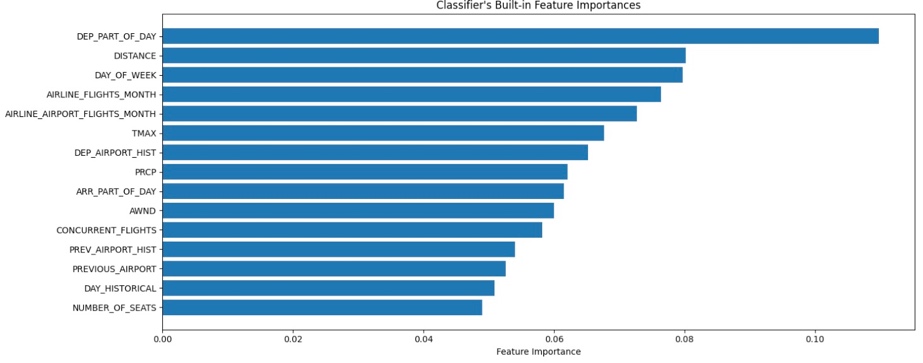 Classifier's Built-in Feature Importances
DEP_PART_OF_DAY
DISTANCE
DAY_OF_WEEK
AIRLINE_FLIGHTS_MONTH
AIRLINE_AIRPORT_FLIGHTS_MONTH
TMAX
DEP_AIRPORT_HIST
PRCP
ARR_PART_OF_DAY
AWND
CONCURRENT_FLIGHTS
PREV_AIRPORT_HIST
PREVIOUS_AIRPORT
DAY_HISTORICAL
NUMBER_OF_SEATS
0.00 0.02 0.04 0.06 0.08 0.10
Feature Importance